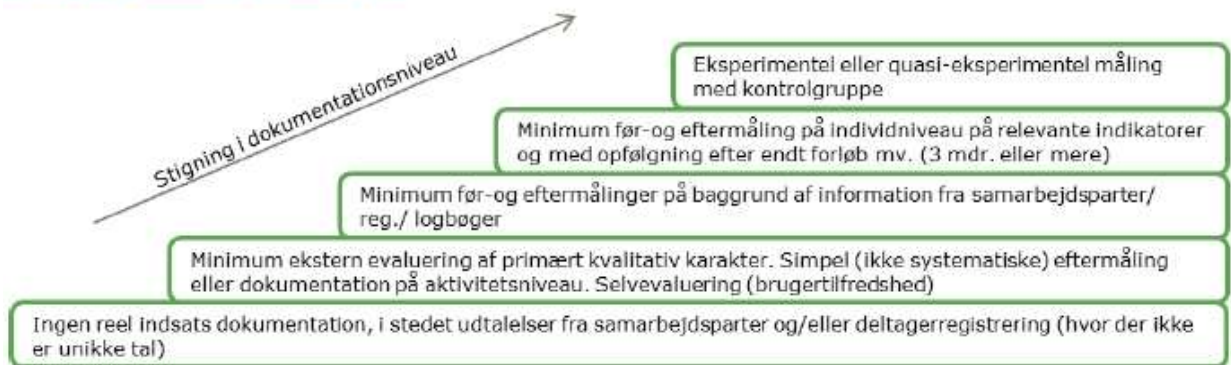 Stigning i dokumentationsniveau
Eksperimentel eller quasi-eksperimentel måling
med kontrolgruppe
Minimum før-og eftermåling på individniveau på relevante indikatorer
og med opfølgning efter endt forløb mv. (3 mdr. eller mere)
Minimum før-og eftermålinger på baggrund af information fra samarbejdsparter/
reg./ logbøger
Minimum ekstern evaluering af primært kvalitativ karakter. Simpel (ikke systematiske) eftermåling
eller dokumentation på aktivitetsniveau. Selvevaluering (brugertilfredshed)
Ingen reel indsats dokumentation, i stedet udtalelser fra samarbejdsparter og/eller deltagerregistrering (hvor der ikke
er unikke tal)